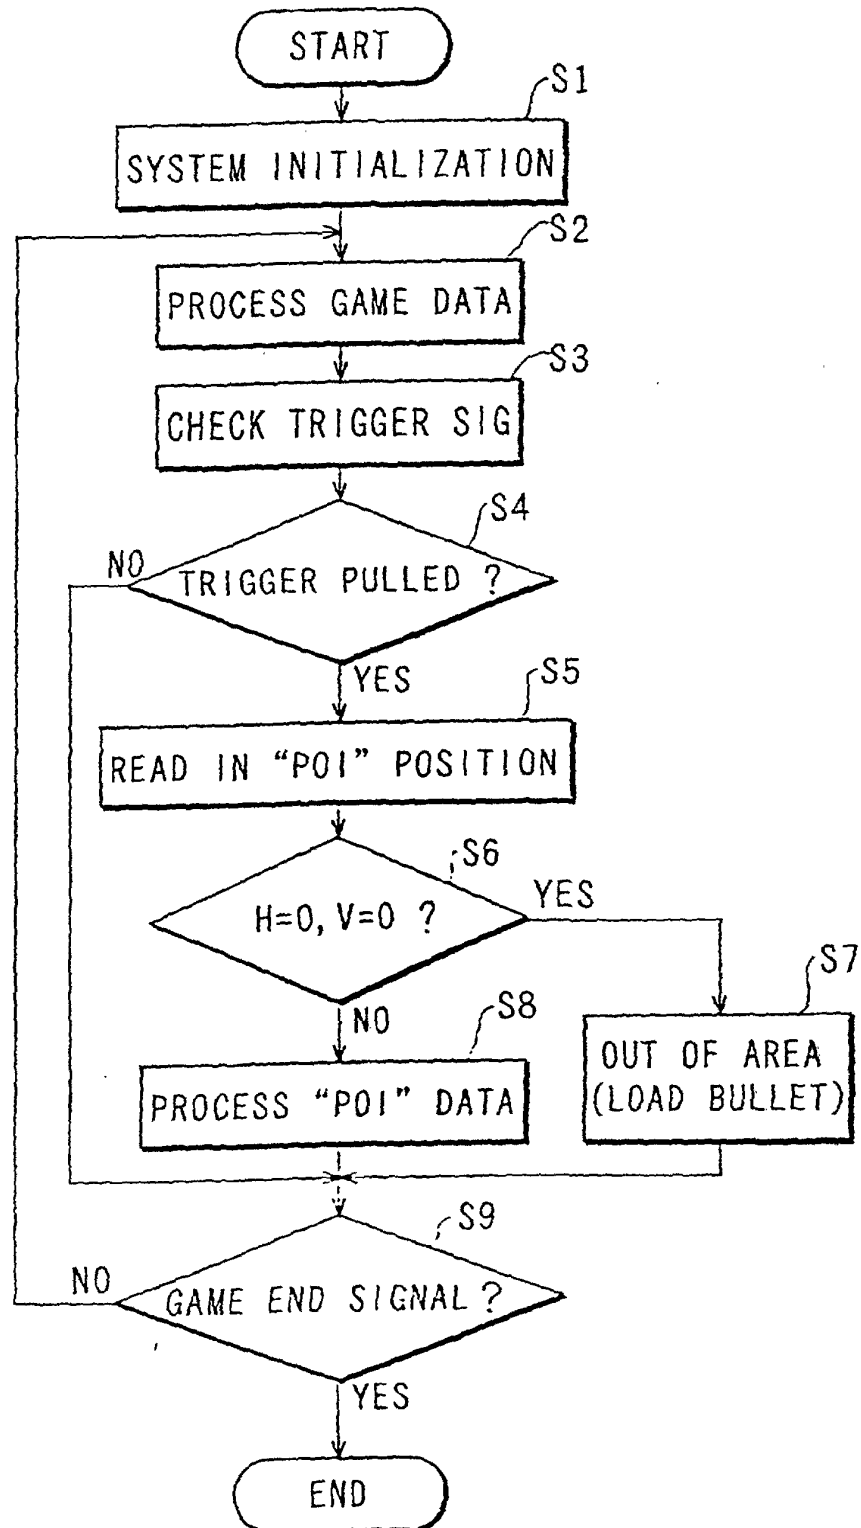 START
S1
SYSTEM INITIALIZATION
S2
PROCESS GAME DATA
S3
CHECK TRIGGER SIG
S4
NO
TRIGGER PULLED ?
YES
S5
READ IN “POI” POSITION
S6
H=0, V=0 ?
YES
S7
NO
S8
OUT OF AREA
(LOAD BULLET)
PROCESS “POI” DATA
S9
NO
GAME END SIGNAL ?
YES
END